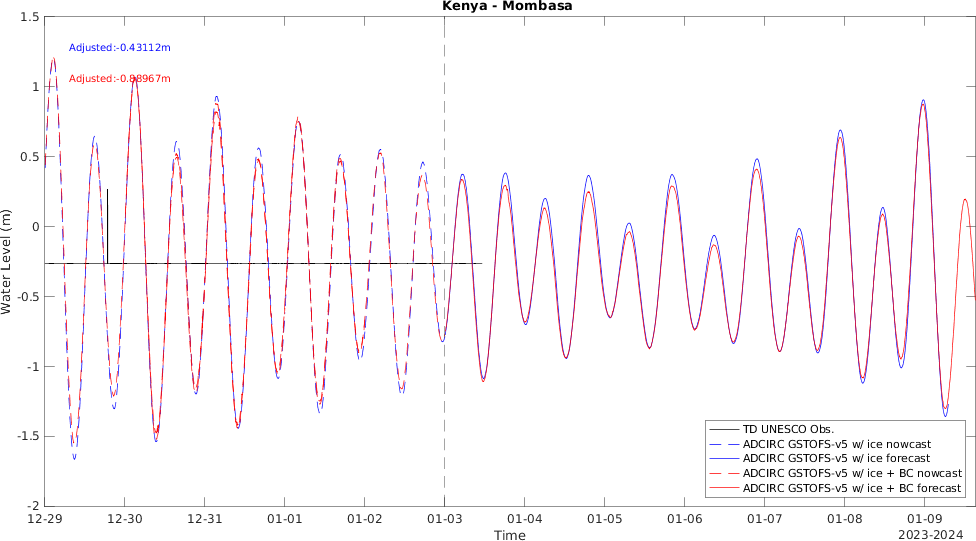 Kenya - Mombasa
1.5
1
0.5
0
-0.5
-1
-1.5
-2
Water Level (m)
Adjusted:-0.43112m
Adjusted:-0.88967m
TD UNESCO Obs.
ADCIRC GSTOFS-v5 w/ ice nowcast
ADCIRC GSTOFS-v5 w/ ice forecast
ADCIRC GSTOFS-v5 w/ ice + BC nowcast
ADCIRC GSTOFS-v5 w/ ice + BC forecast
12-29 12-30 12-31 01-01 01-02 01-03 01-04 01-05 01-06 01-07 01-08 01-09
Time
2023-2024